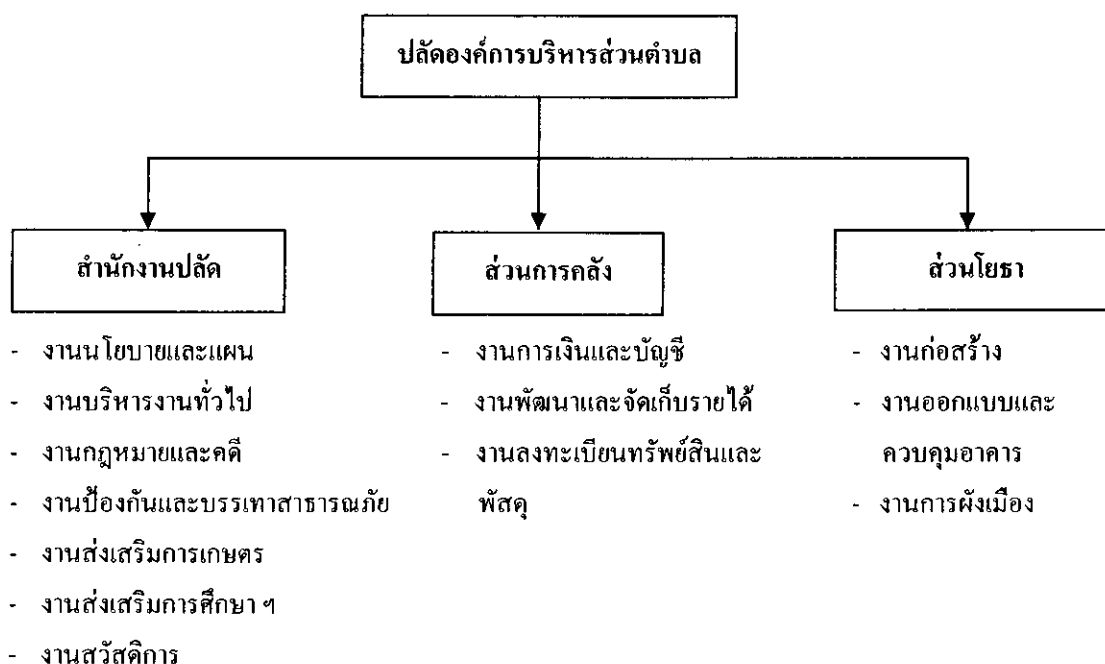 ปลัดองค์การบริหารส่วนตำบล
สำนักงานปลัด
- งานนโยบายและแผน
- งานบริหารงานทั่วไป
- งานกฎหมายและคดี
- งานป้องกันและบรรเทาสาธารณภัย
- งานส่งเสริมการเกษตร
- งานส่งเสริมการศึกษา ฯ
- งานสวัสดิการ
ส่วนการคลัง
- งานการเงินและบัญชี
- งานพัฒนาและจัดเก็บรายได้
- งานลงทะเบียนทรัพย์สินและ
พัสดุ
ส่วนโยธา
- งานก่อสร้าง
- งานออกแบบและ
ควบคุมอาคาร
- งานการผังเมือง